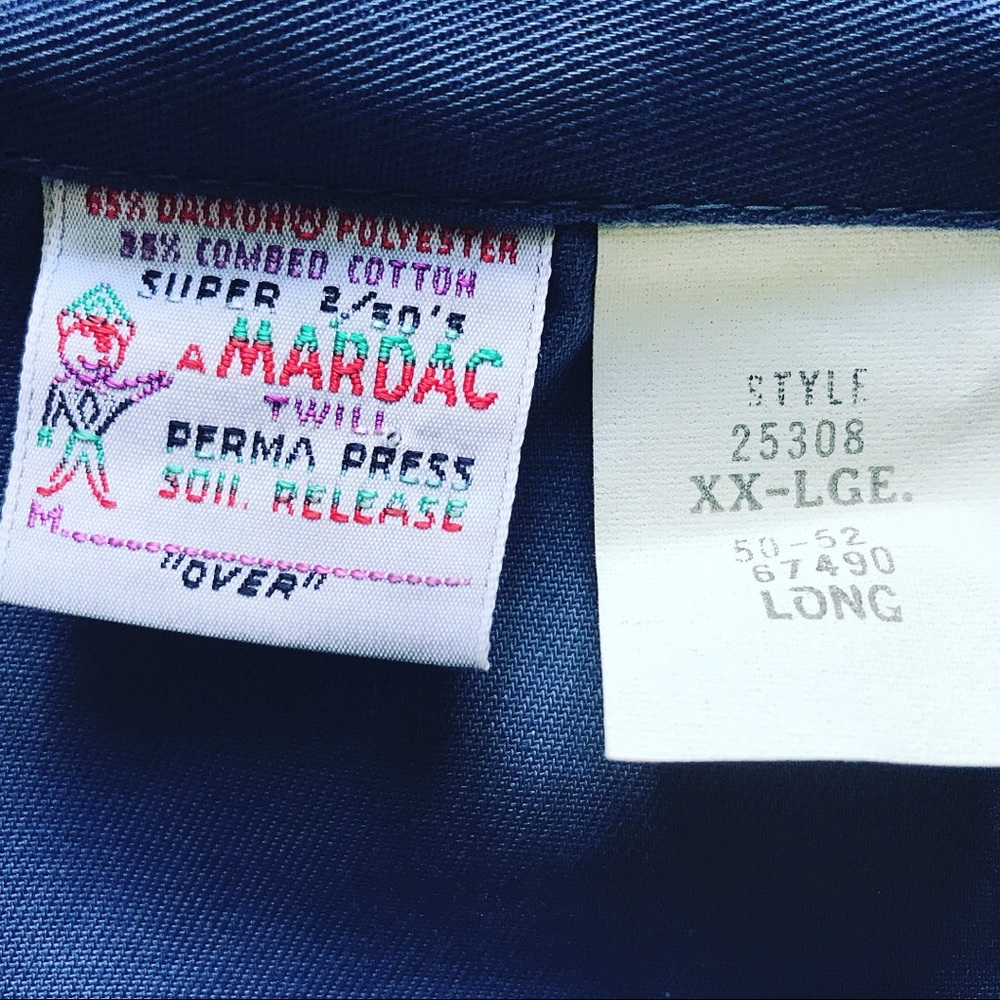 65% DACRON® POLYESTER
35% COMBED COTTON
SUPER 2/50'S
A MARDAC
TWILL
PERMA PRESS
SOIL RELEASE
M.
"OVER"
STYLE
25308
XX-LGE.
50-52
67490
LONG